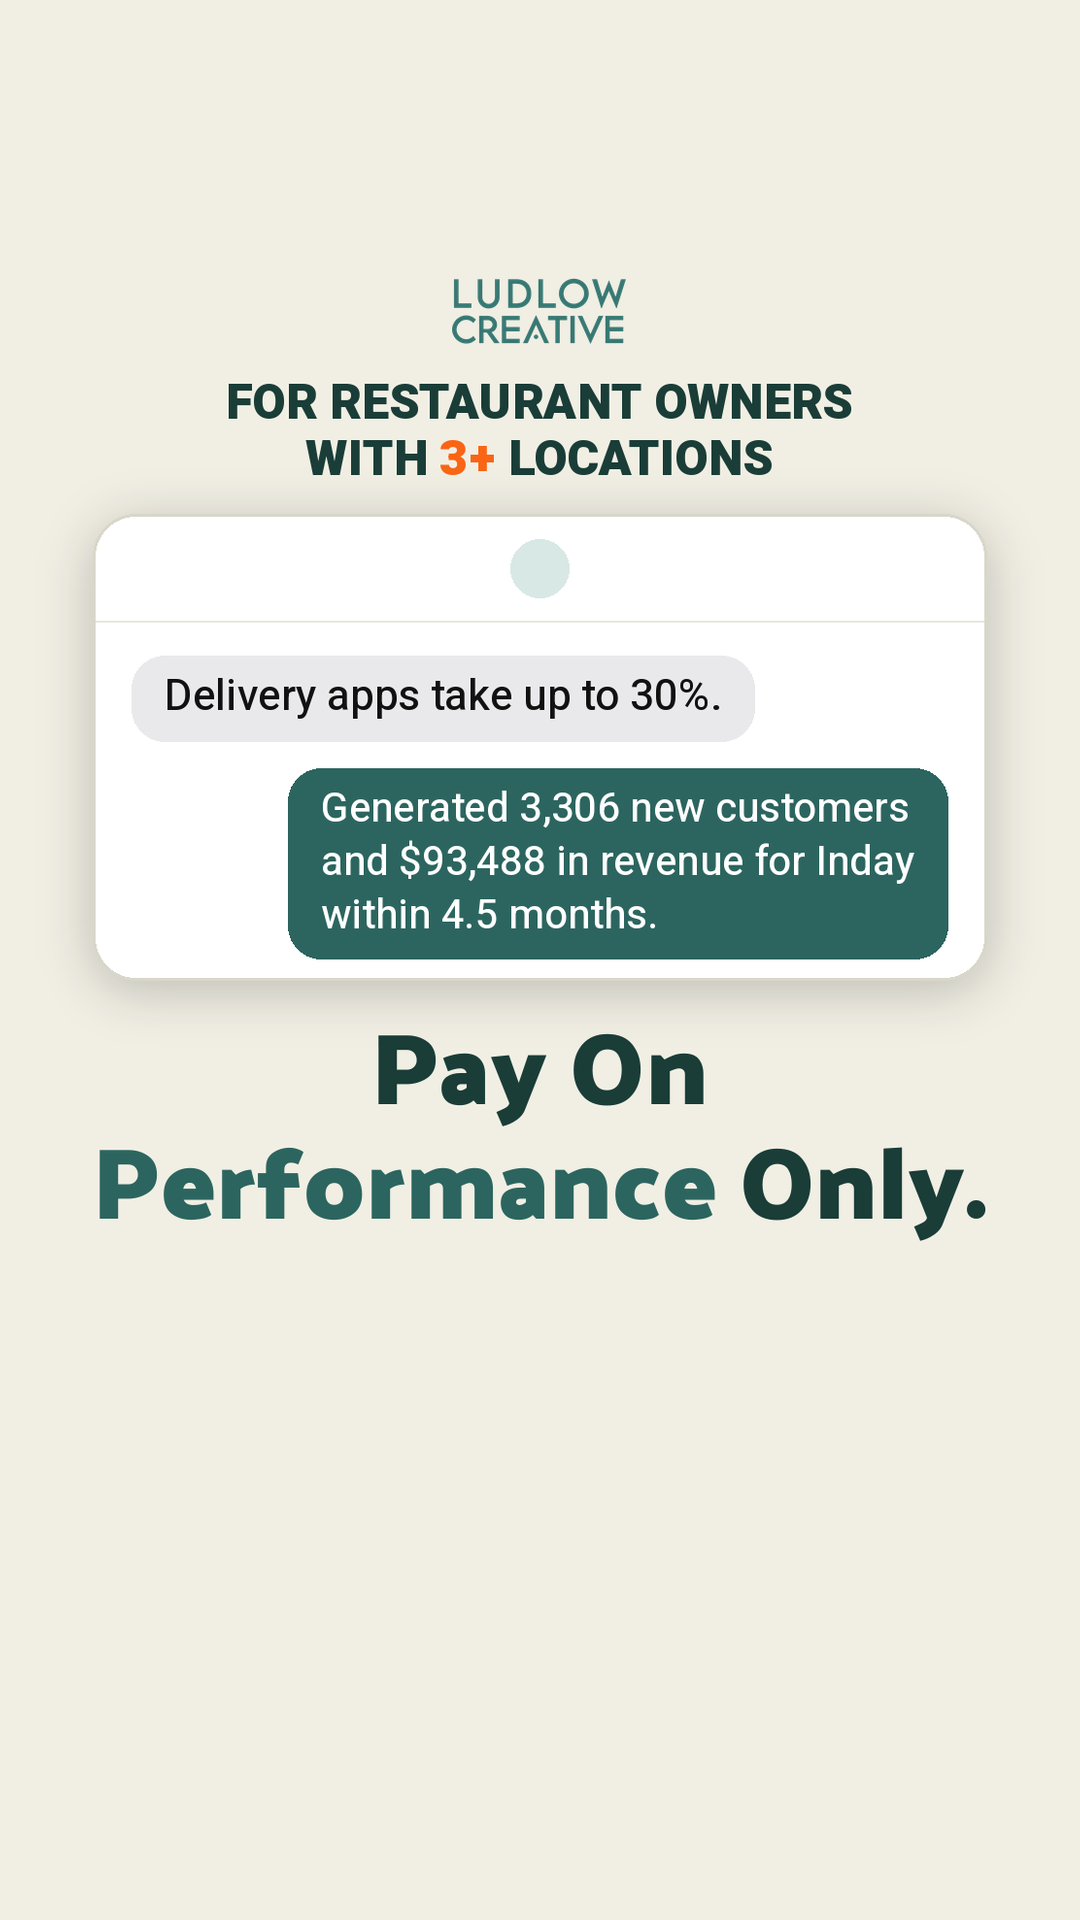 LUDLOW
CREATIVE
FOR RESTAURANT OWNERS
WITH 3+ LOCATIONS
Delivery apps take up to 30%.
Generated 3,306 new customers
and $93,488 in revenue for Inday
within 4.5 months.
Pay On
Performance Only.